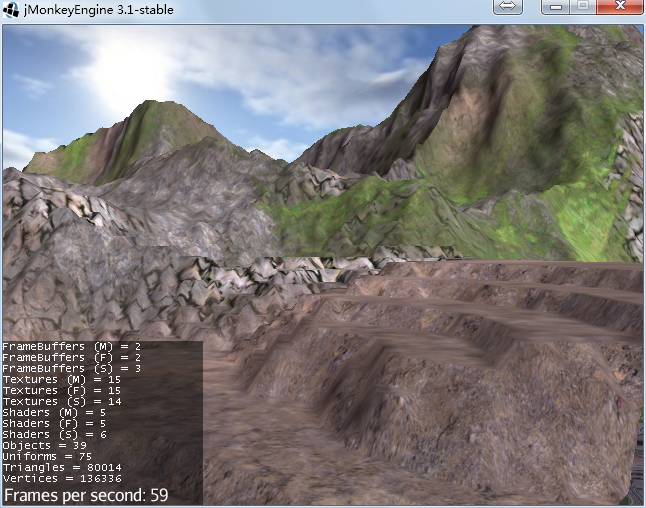 jMonkeyEngine 3.1-stable
FrameBuffers (M) = 2
FrameBuffers (F) = 2
FrameBuffers (S) = 3
Textures (M) = 15
Textures (F) = 15
Textures (S) = 14
Shaders (M) = 5
Shaders (F) = 5
Shaders (S) = 6
Objects = 39
Uniforms = 75
Triangles = 80014
Vertices = 136336
Frames per second: 59